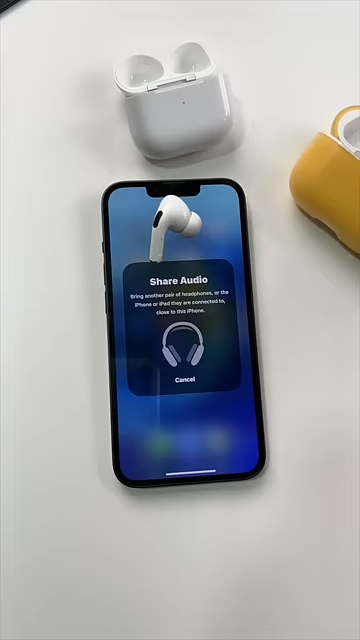 Share Audio
Bring another pair of headphones, or the
iPhone or iPad they are connected to,
close to this iPhone.
Cancel